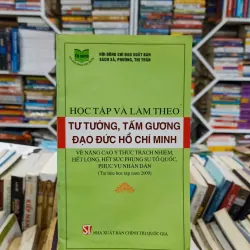 HỘI ĐỒNG CHỈ ĐẠO XUẤT BẢN
SÁCH XÃ, PHƯỜNG, THỊ TRẤN
HỌC TẬP VÀ LÀM THEO
TƯ TƯỞNG, TẤM GƯƠNG
ĐẠO ĐỨC HỒ CHÍ MINH
VỀ NÂNG CAO Ý THỨC TRÁCH NHIỆM,
HẾT LÒNG, HẾT SỨC PHỤNG SỰ TỔ QUỐC,
PHỤC VỤ NHÂN DÂN
(Tài liệu học tập năm 2009)
NHÀ XUẤT BẢN CHÍNH TRỊ QUỐC GIA